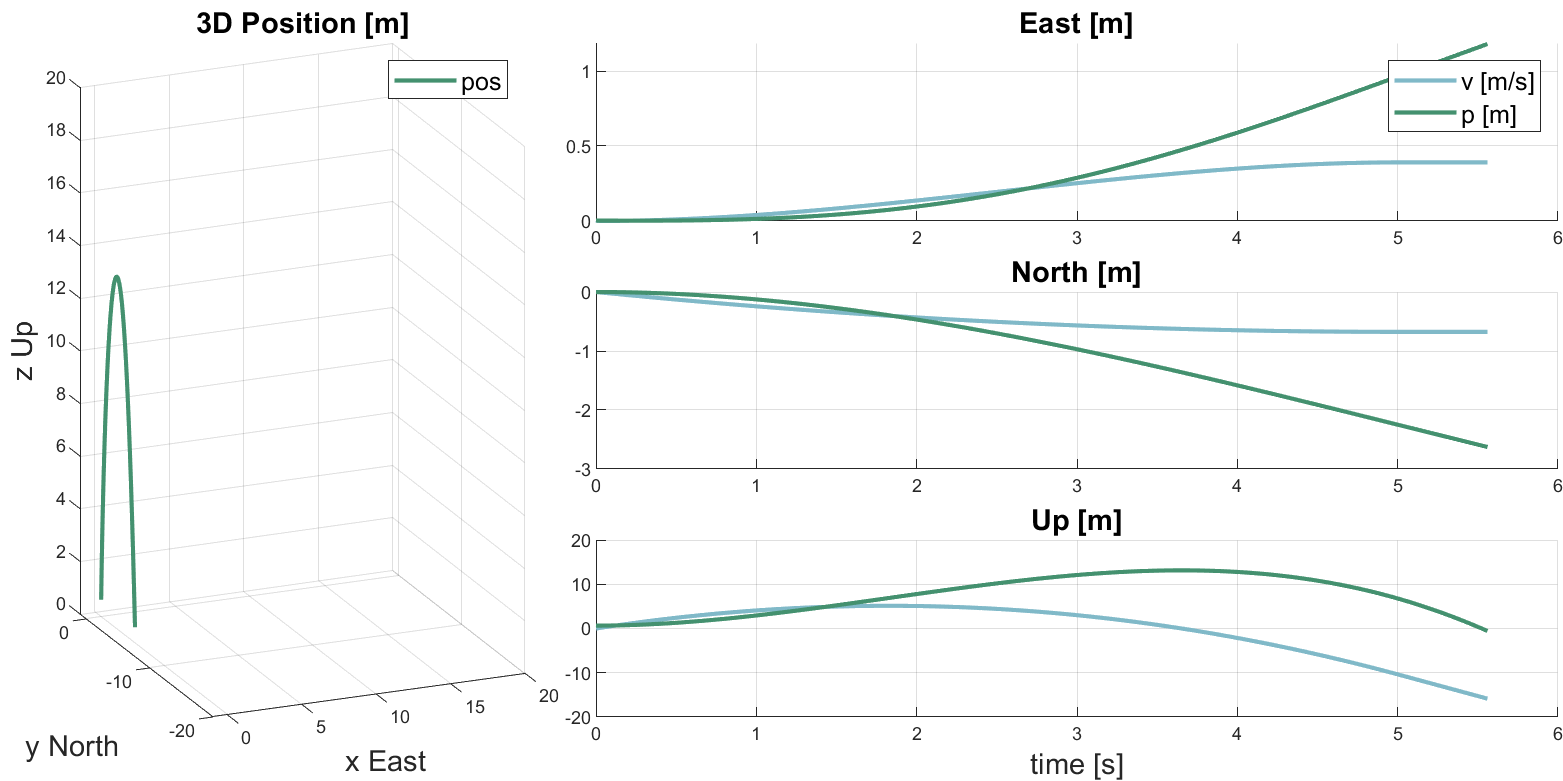 3D Position [m]
pos
20
18
16
14
12
10
8
6
4
2
0
z Up
0
-10
-20
y North
0
5
10
15
20
x East
East [m]
v [m/s]
p [m]
1
0.5
0
0 1 2 3 4 5 6
North [m]
0
-1
-2
-3
0 1 2 3 4 5 6
Up [m]
20
10
0
-10
-20
0 1 2 3 4 5 6
time [s]